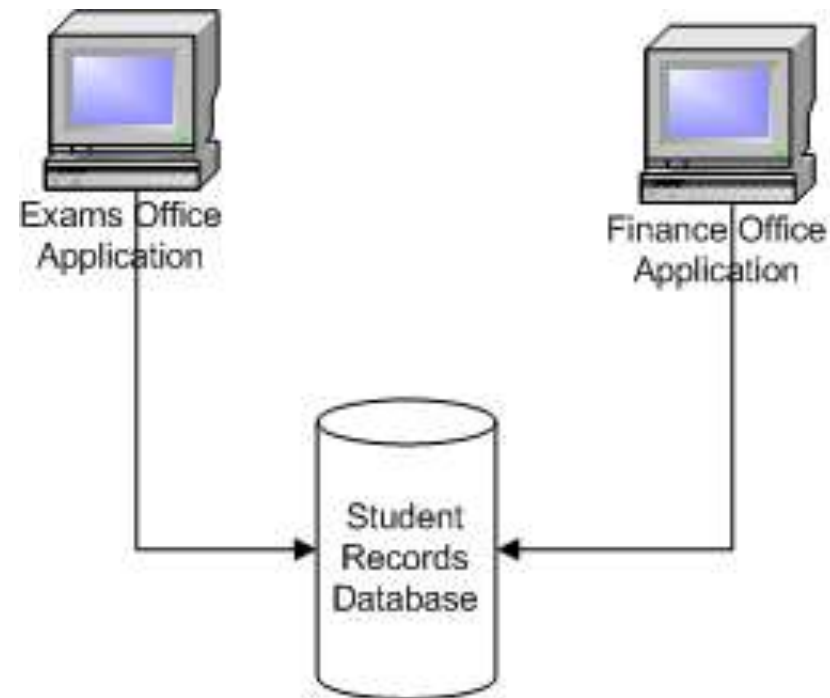 Exams Office
Application
Finance Office
Application
Student
Records
Database